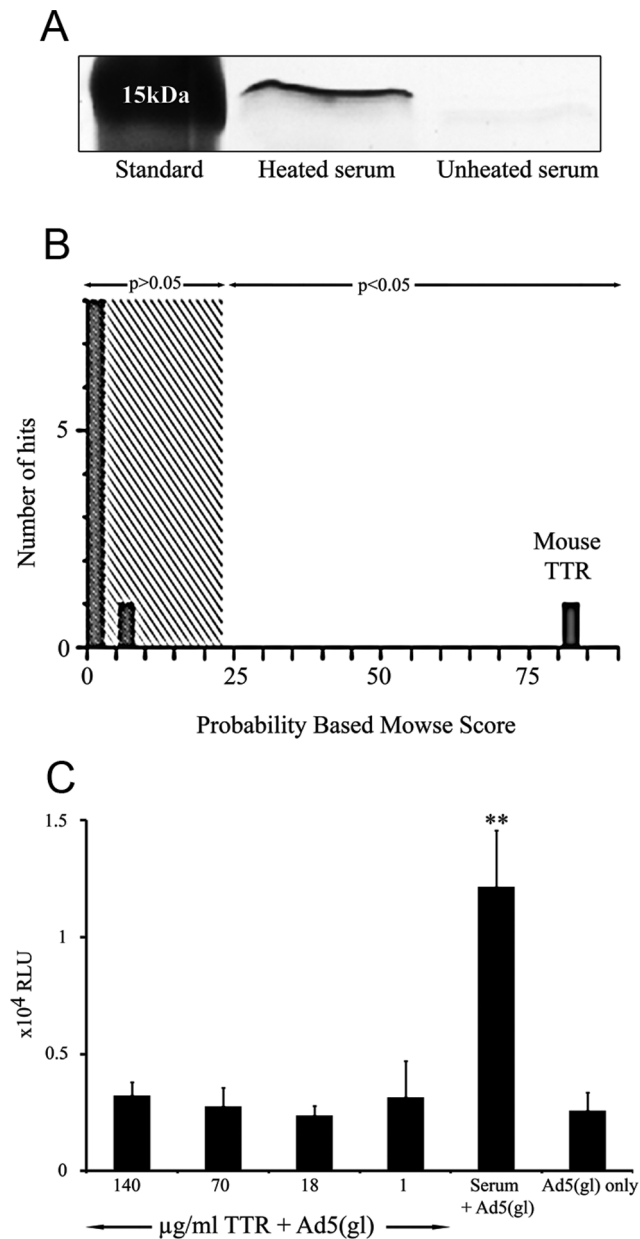 A
15kDa
Standard Heated serum Unheated serum
B
p>0.05 p<0.05
Number of hits
5
0
Mouse
TTR
0 25 50 75
Probability Based Mowse Score
C
x10⁴ RLU
1.5
1
0.5
0
**
140 70 18 1 Serum + Ad5(gl) Ad5(gl) only
µg/ml TTR + Ad5(gl)